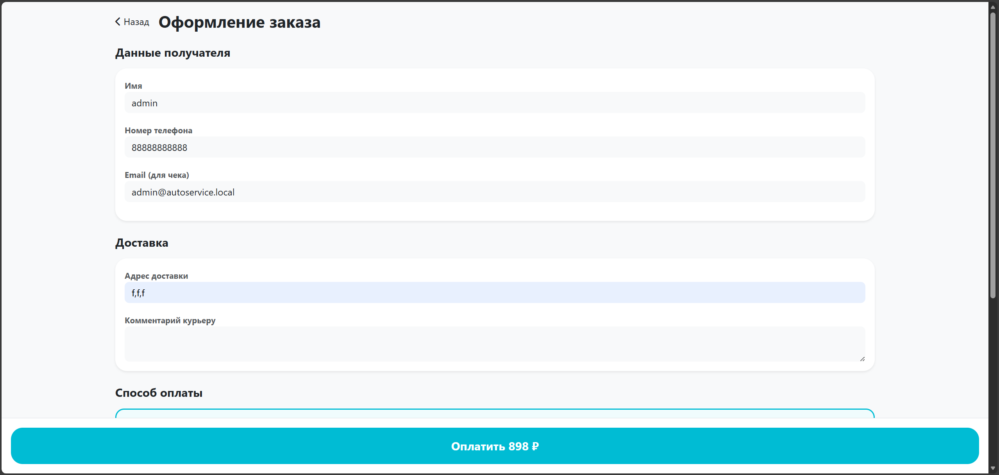 Назад Оформление заказа
Данные получателя
Имя
admin
Номер телефона
88888888888
Email (для чека)
admin@autoservice.local
Доставка
Адрес доставки
f,f,f
Комментарий курьеру
Способ оплаты
Оплатить 898 ₽